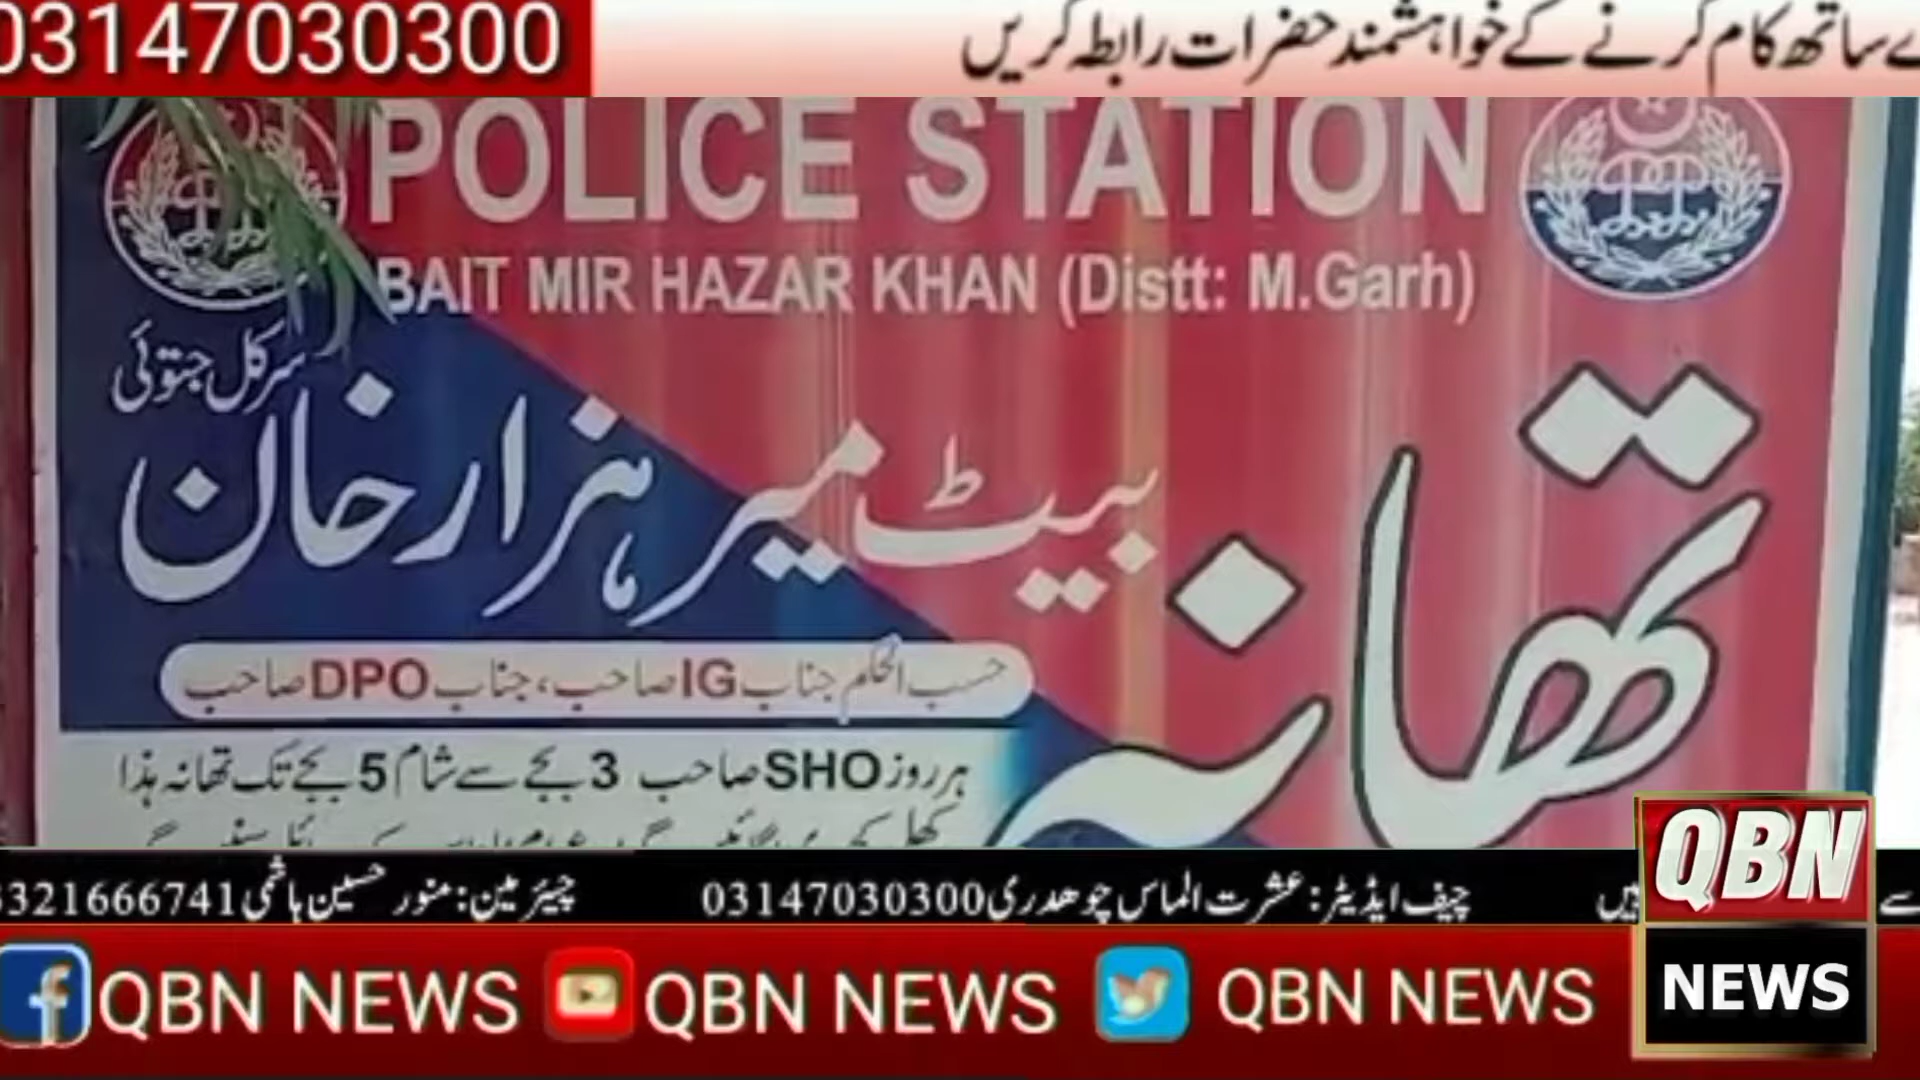 03147030300
ساتھ کام کرنے کے خواہشمند حضرات رابطہ کریں
POLICE STATION
BAIT MIR HAZAR KHAN (Distt: M.Garh)
سرکل جتوئی
تھانہ
بیٹ میر ہزار خان
حسب الحکم جناب IG صاحب، جناب DPO صاحب
ہر روز SHO صاحب 3 بجے سے شام 5 بجے تک تھانہ ہذا
چیف ایڈیٹر: عشرت الماس چوھدری 03147030300 چیئرمین: منور حسین ہاشمی 3321666741
QBN NEWS QBN NEWS QBN NEWS
QBN
NEWS